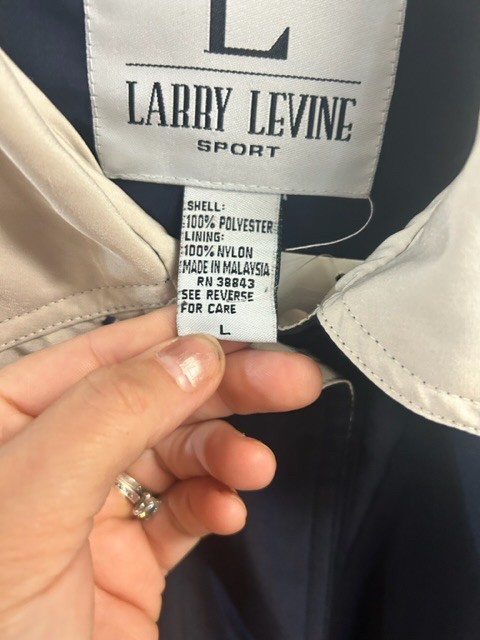 L
LARRY LEVINE
SPORT
SHELL:
100% POLYESTER
LINING:
100% NYLON
MADE IN MALAYSIA
RN 38843
SEE REVERSE
FOR CARE
L